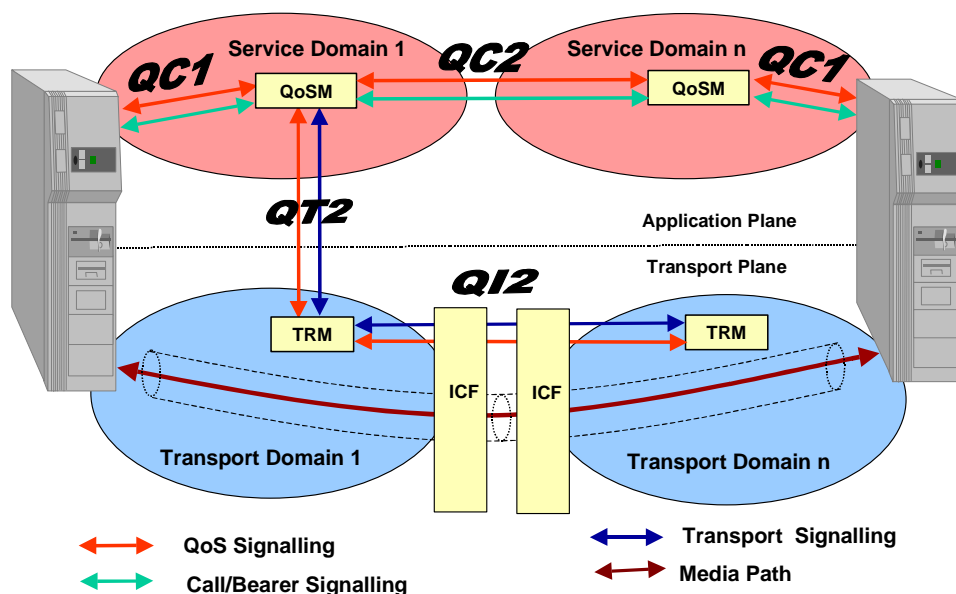 Service Domain 1
QC2
Service Domain n
QC1
QC1
QoSM
QoSM
QT2
Application Plane
Transport Plane
QI2
TRM
TRM
ICF
ICF
Transport Domain 1
Transport Domain n
QoS Signalling
Transport Signalling
Call/Bearer Signalling
Media Path